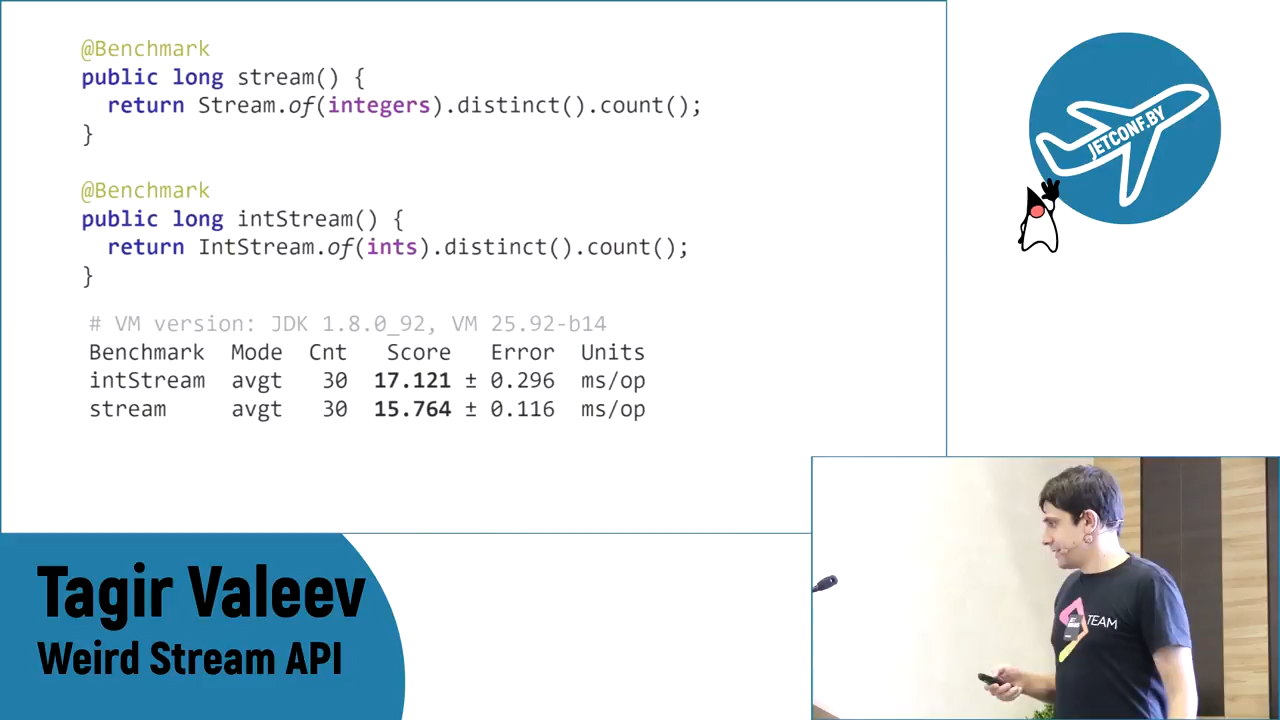 @Benchmark
public long stream() {
return Stream.of(integers).distinct().count();
}
@Benchmark
public long intStream() {
return IntStream.of(ints).distinct().count();
}
# VM version: JDK 1.8.0_92, VM 25.92-b14
Benchmark Mode Cnt Score Error Units
intStream avgt 30 17.121 ± 0.296 ms/op
stream avgt 30 15.764 ± 0.116 ms/op
JETCONF.BY
TEAM
Tagir Valeev
Weird Stream API